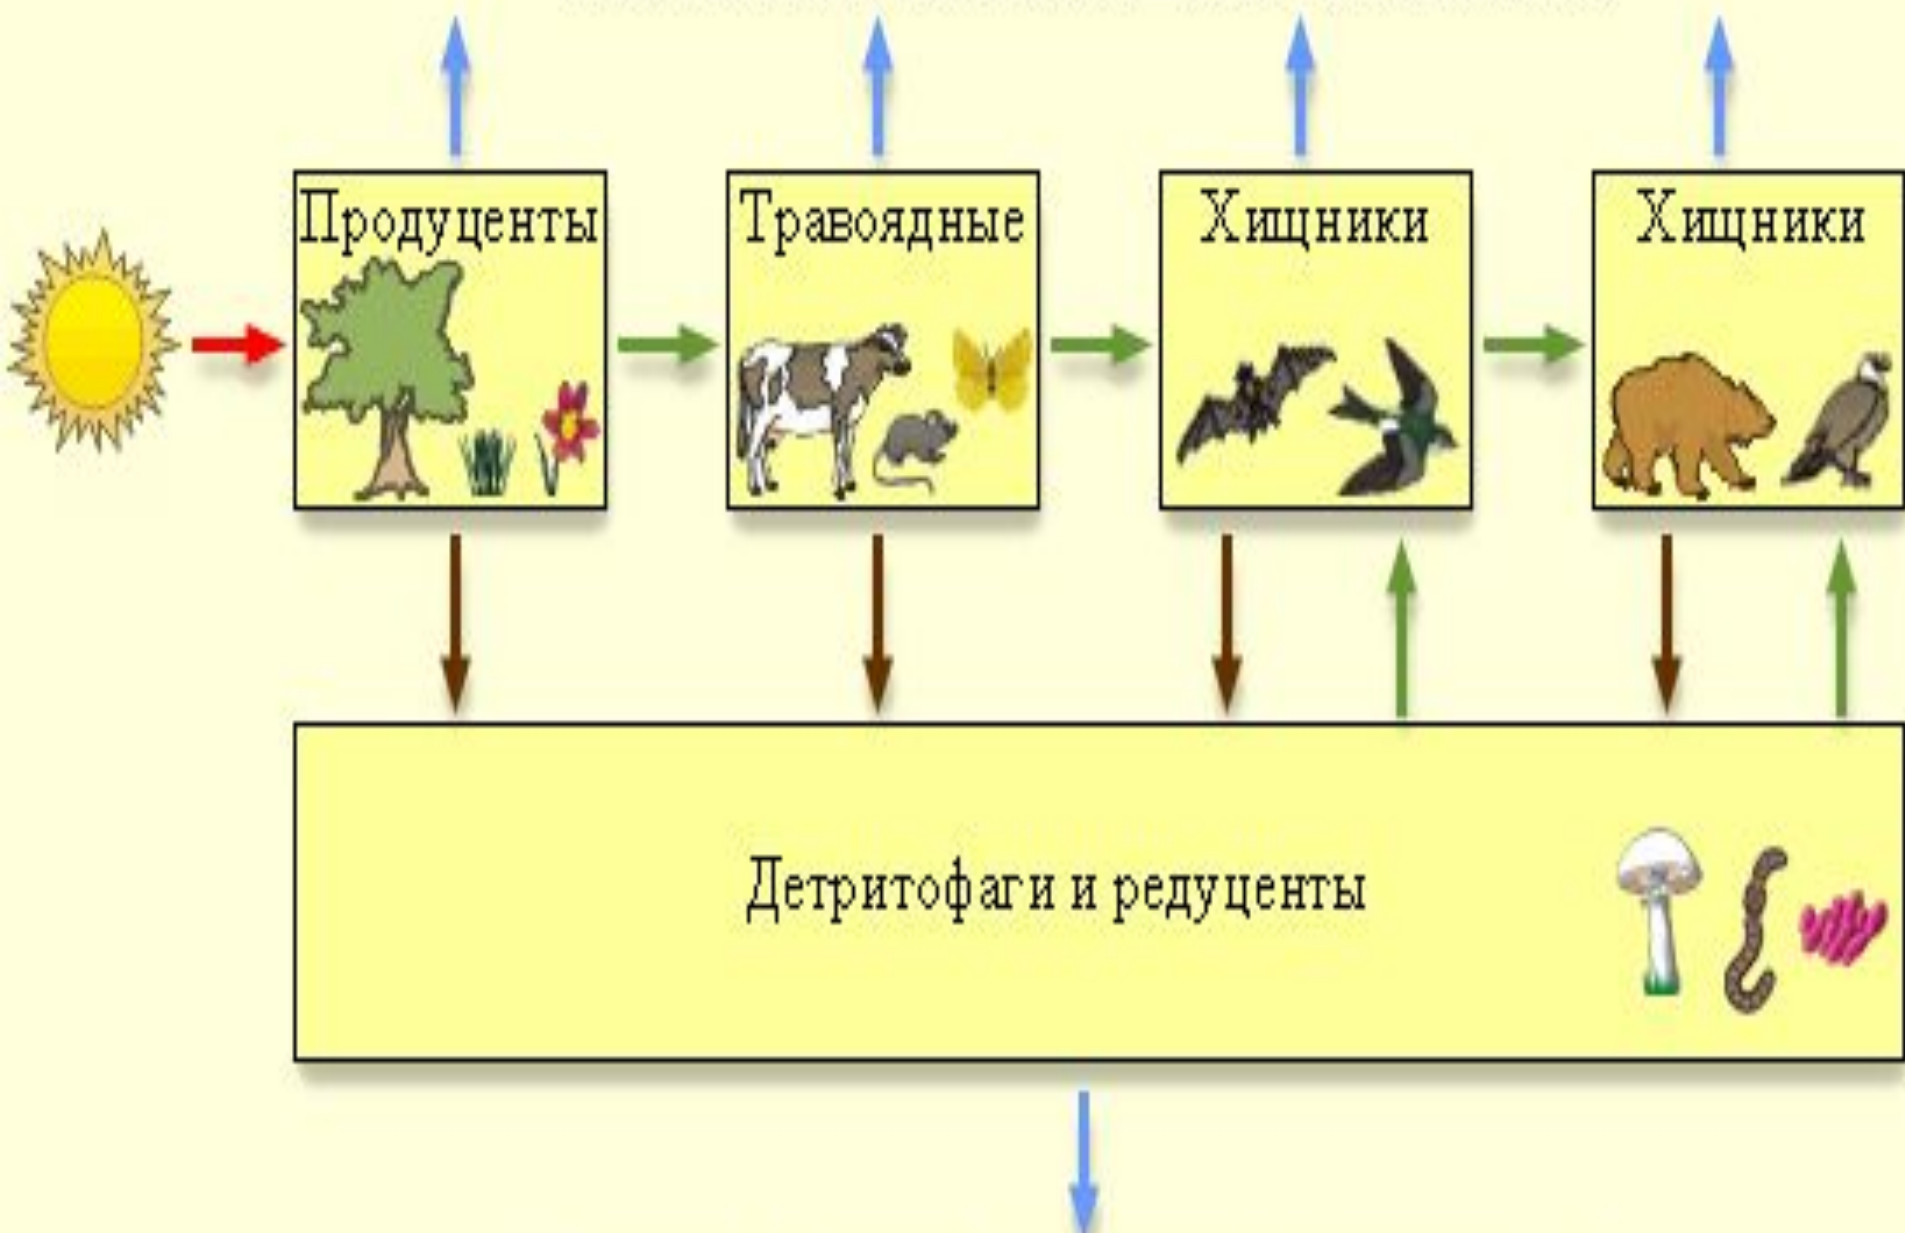 Продуценты
Травоядные
Хищники
Хищники
Детритофаги и редуценты